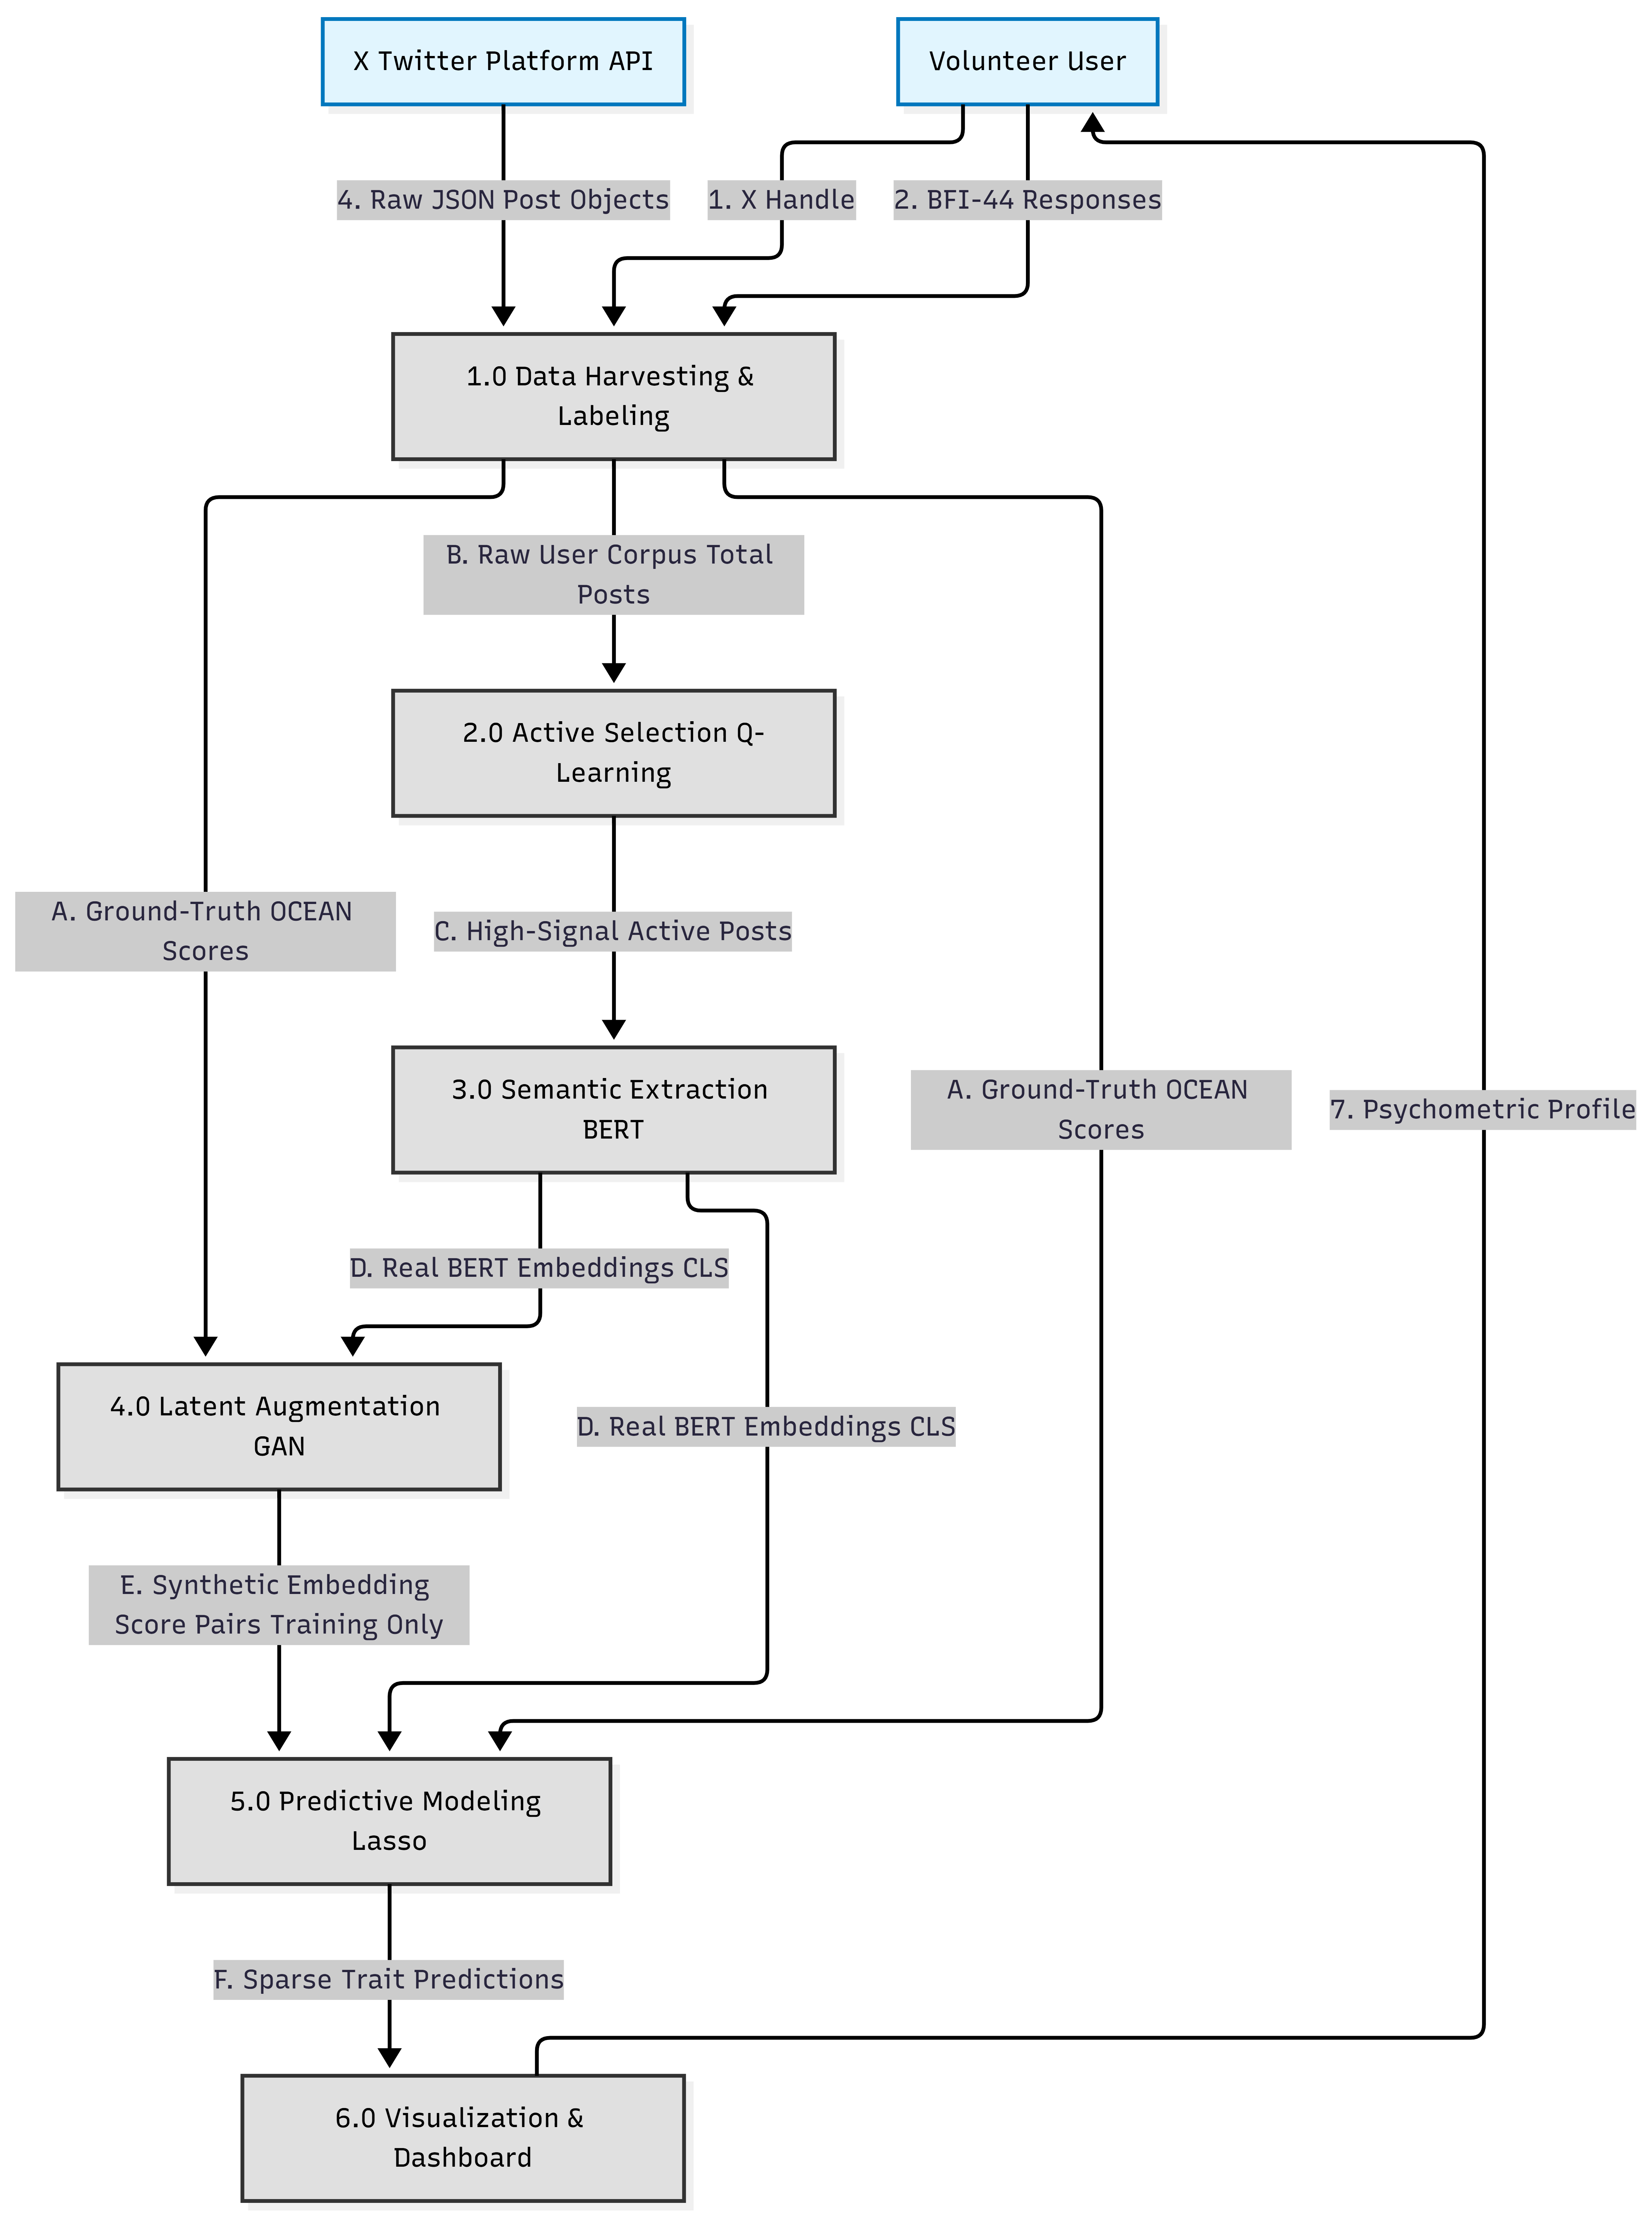 X Twitter Platform API
Volunteer User
4. Raw JSON Post Objects
1. X Handle
2. BFI-44 Responses
1.0 Data Harvesting &
Labeling
B. Raw User Corpus Total
Posts
2.0 Active Selection Q-
Learning
A. Ground-Truth OCEAN
Scores
C. High-Signal Active Posts
3.0 Semantic Extraction
BERT
A. Ground-Truth OCEAN
Scores
7. Psychometric Profile
D. Real BERT Embeddings CLS
4.0 Latent Augmentation
GAN
D. Real BERT Embeddings CLS
E. Synthetic Embedding
Score Pairs Training Only
5.0 Predictive Modeling
Lasso
F. Sparse Trait Predictions
6.0 Visualization &
Dashboard